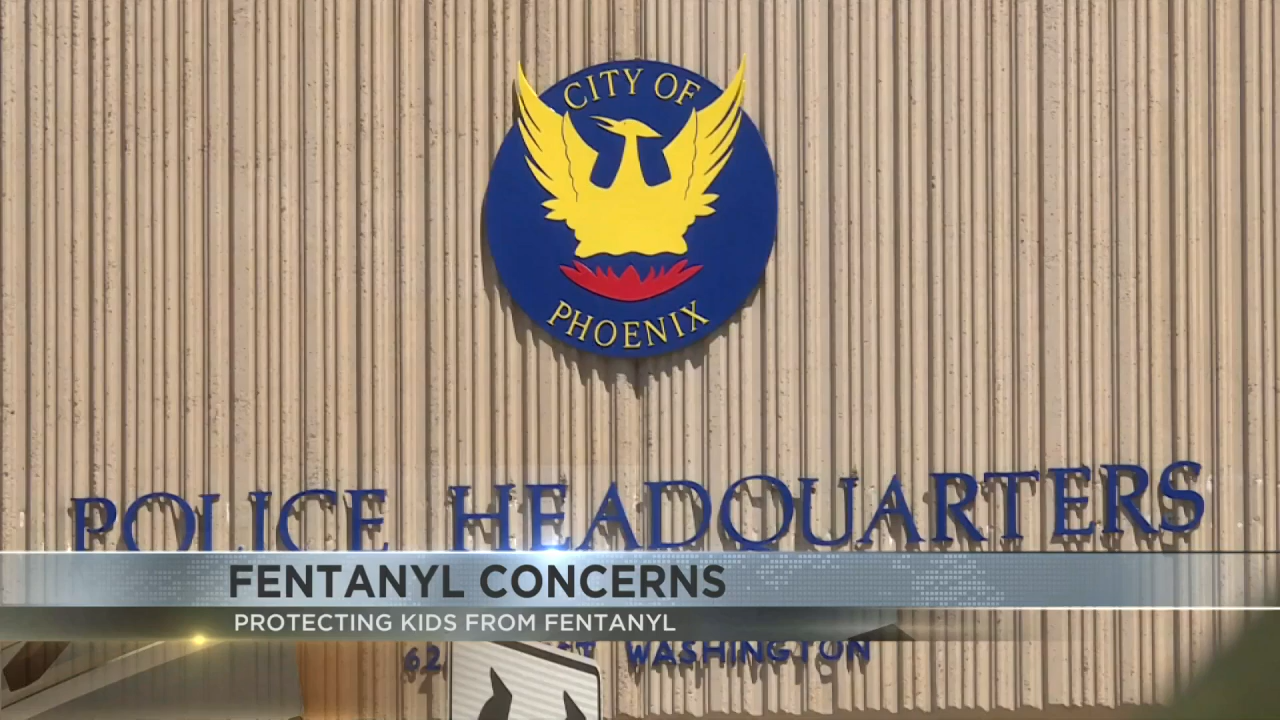 CITY OF
PHOENIX
POLICE HEADQUARTERS
FENTANYL CONCERNS
PROTECTING KIDS FROM FENTANYL
WASHINGTON